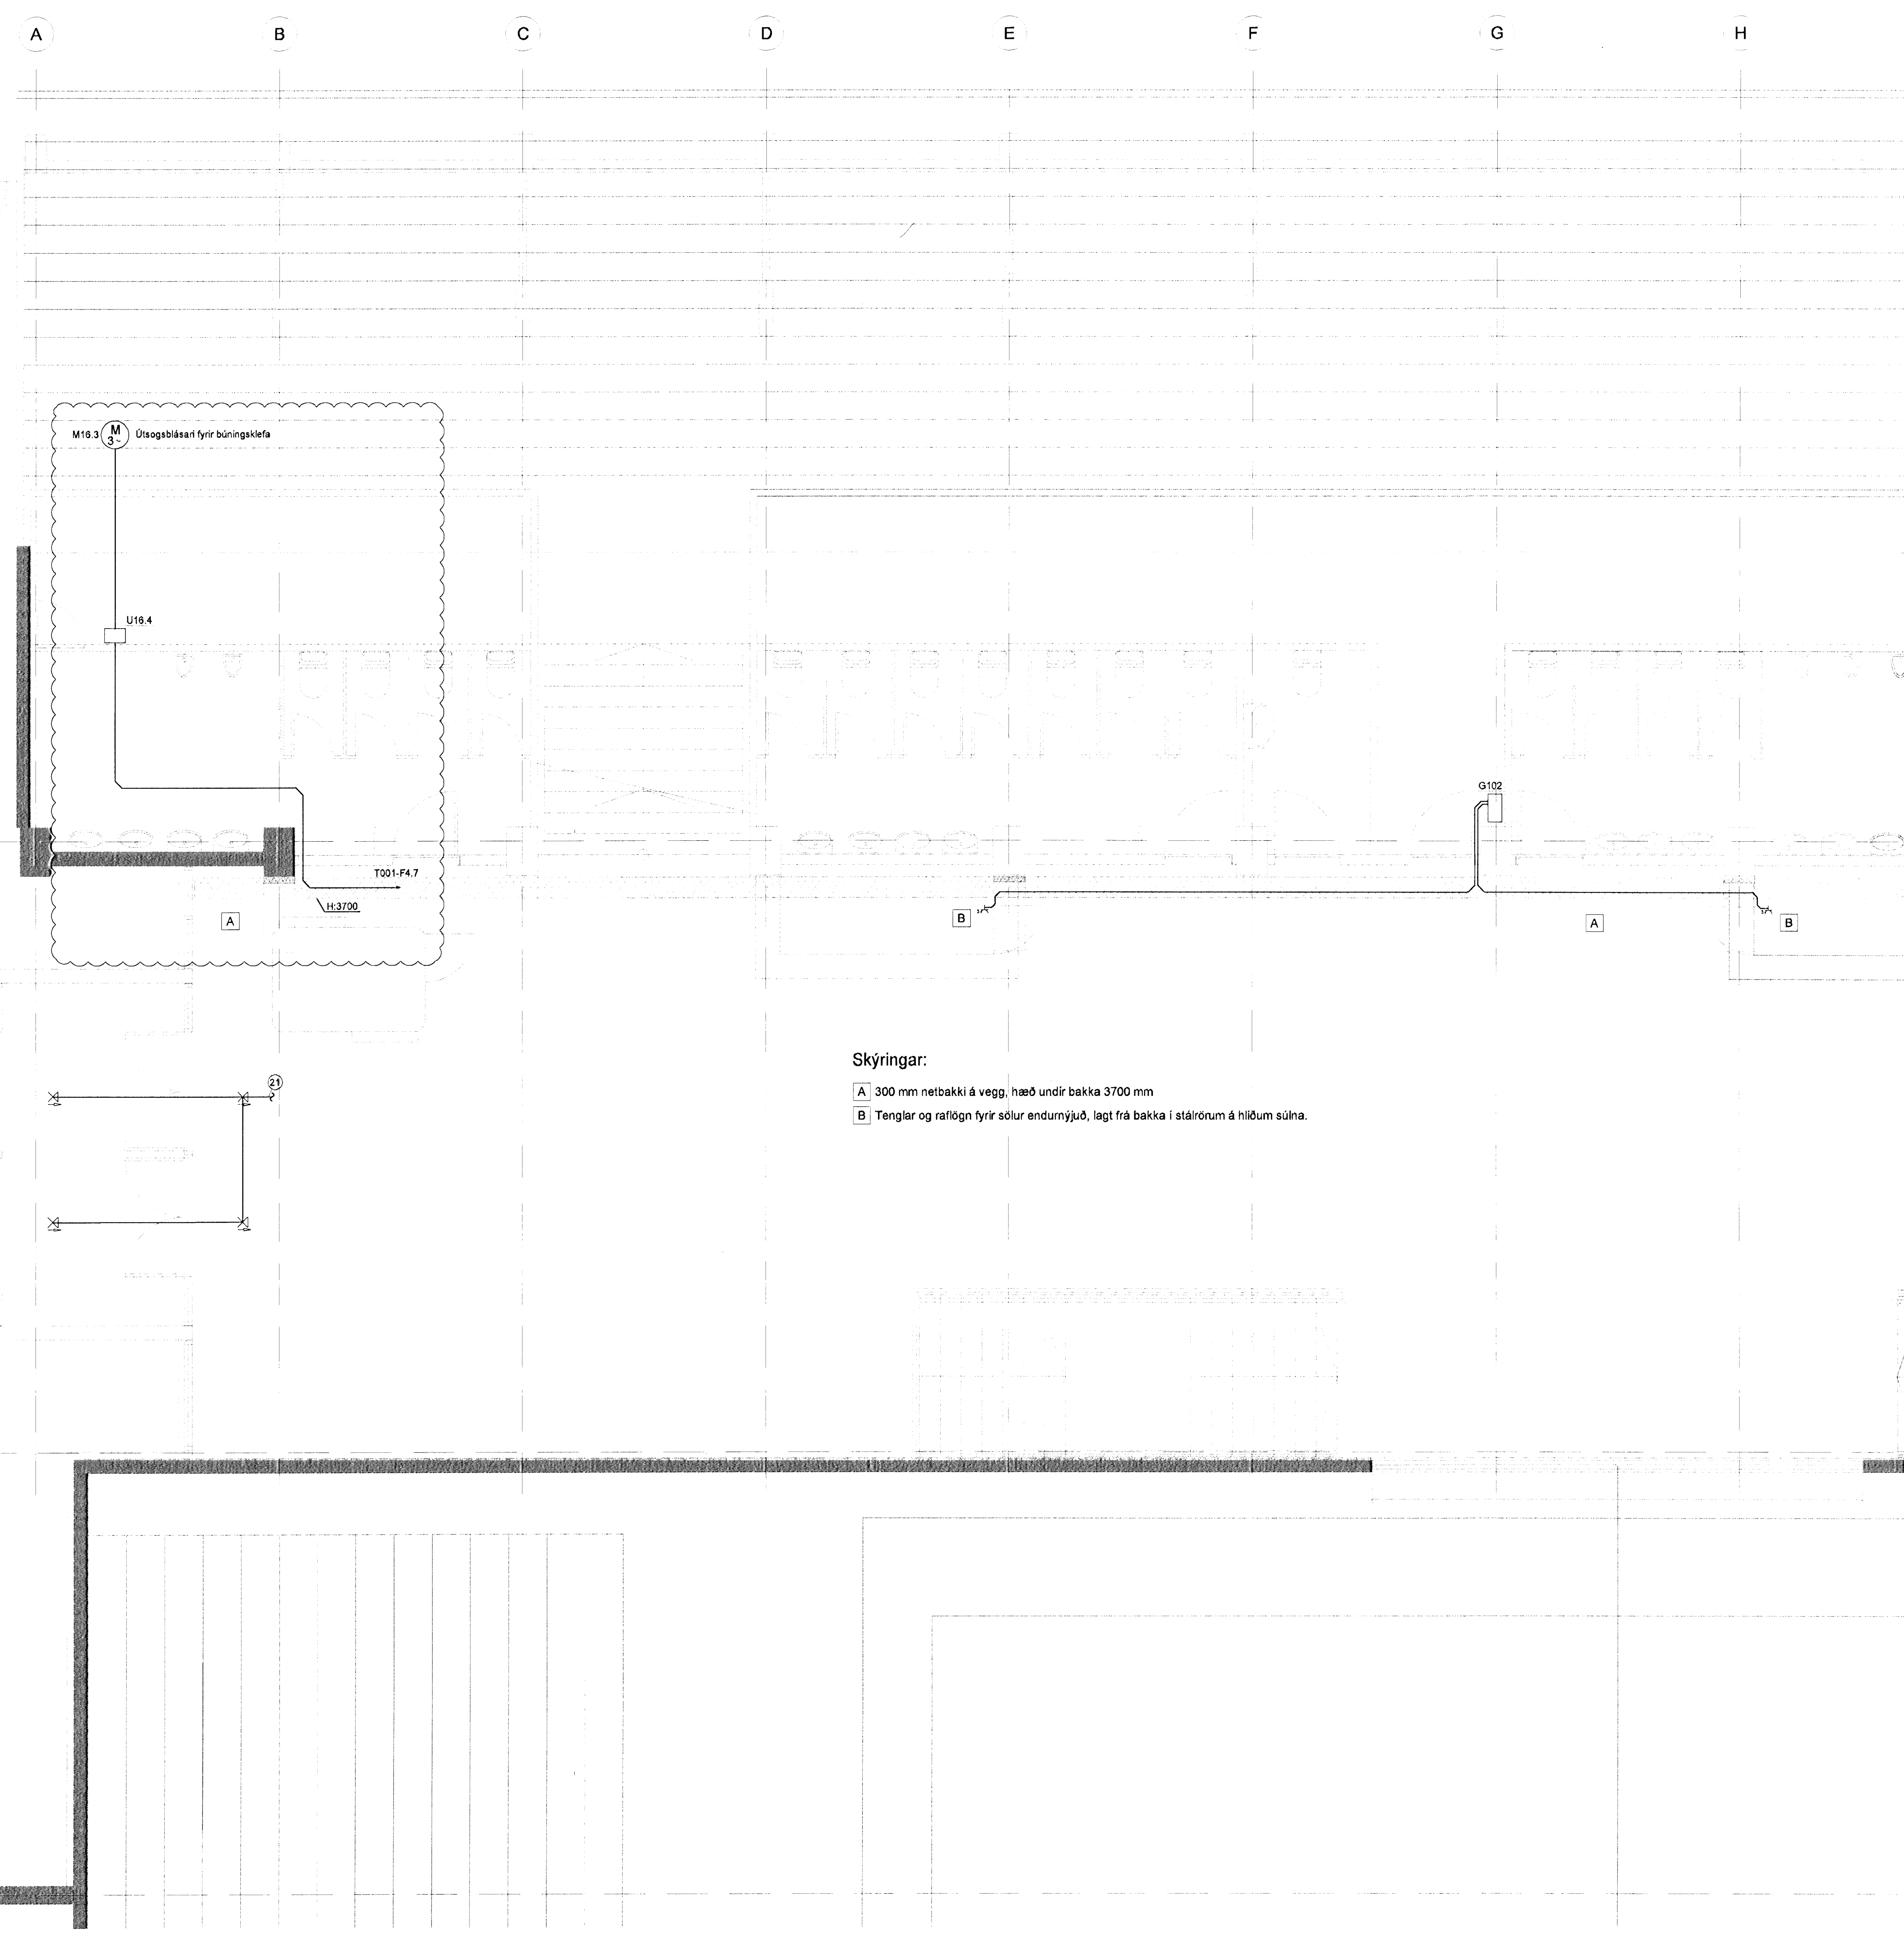 A B C D E F G H
M16.3 M 3~ Útsogsblásari fyrir búningsklefa
U16.4
G102
T001-F4.7
H:3700
A
B
A
B
Skýringar:
21
A 300 mm netbakki á vegg, hæð undir bakka 3700 mm
B Tenglar og raflögn fyrir sölur endurnýjuð, lagt frá bakka í stálrörum á hliðum súlna.